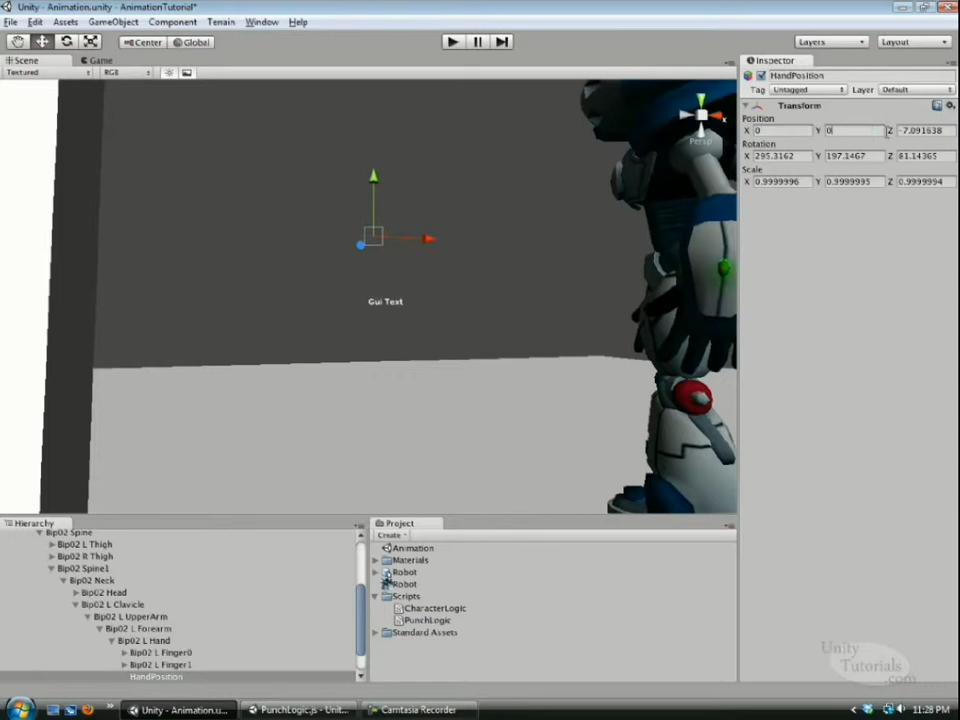 Unity - Animation.unity - AnimationTutorial*
File Edit Assets GameObject Component Terrain Window Help
Center Global Layers Layout
Scene Game Inspector
Textured RGB HandPosition
Tag Untagged Layer Default
Transform
Position
X 0 Y 0 Z -7.091638
Rotation
X 295.3162 Y 197.1467 Z 81.14365
Scale
X 0.9999996 Y 0.9999995 Z 0.9999994
x
Persp
Gui Text
Hierarchy
Bip02 Spine
Bip02 L Thigh
Bip02 R Thigh
Bip02 Spine1
Bip02 Neck
Bip02 Head
Bip02 L Clavicle
Bip02 L UpperArm
Bip02 L Forearm
Bip02 L Hand
Bip02 L Finger0
Bip02 L Finger1
HandPosition
Project
Create
Animation
Materials
Robot
Robot
Scripts
CharacterLogic
PunchLogic
Standard Assets
Unity
Tutorials
.com
Unity - Animation.u... PunchLogic.js - Unit... Camtasia Recorder 11:28 PM